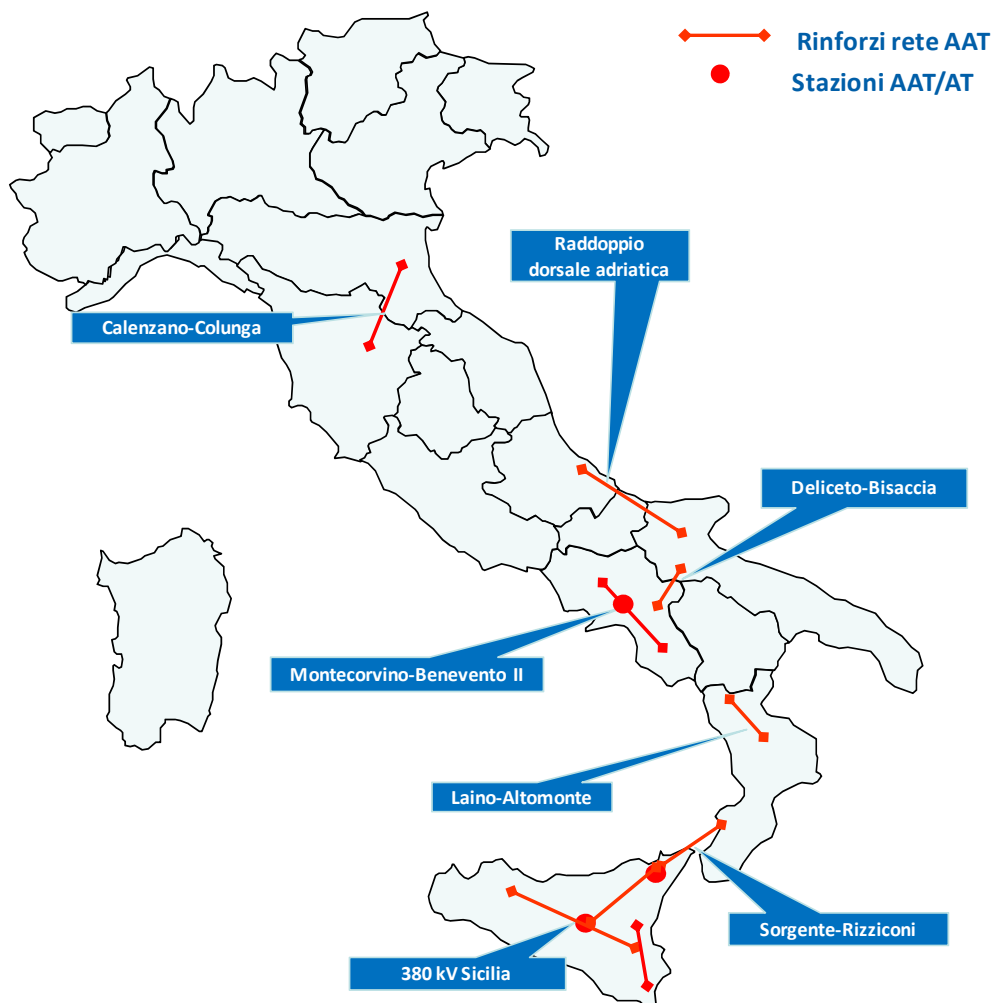 Rinforzi rete AAT
Stazioni AAT/AT
Raddoppio
dorsale adriatica
Calenzano-Colunga
Deliceto-Bisaccia
Montecorvino-Benevento II
Laino-Altomonte
Sorgente-Rizziconi
380 kV Sicilia